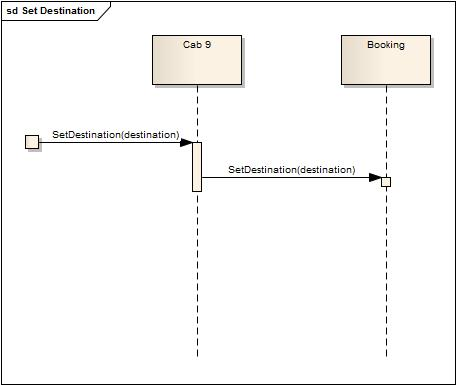 sd Set Destination
Cab 9
Booking
SetDestination(destination)
SetDestination(destination)